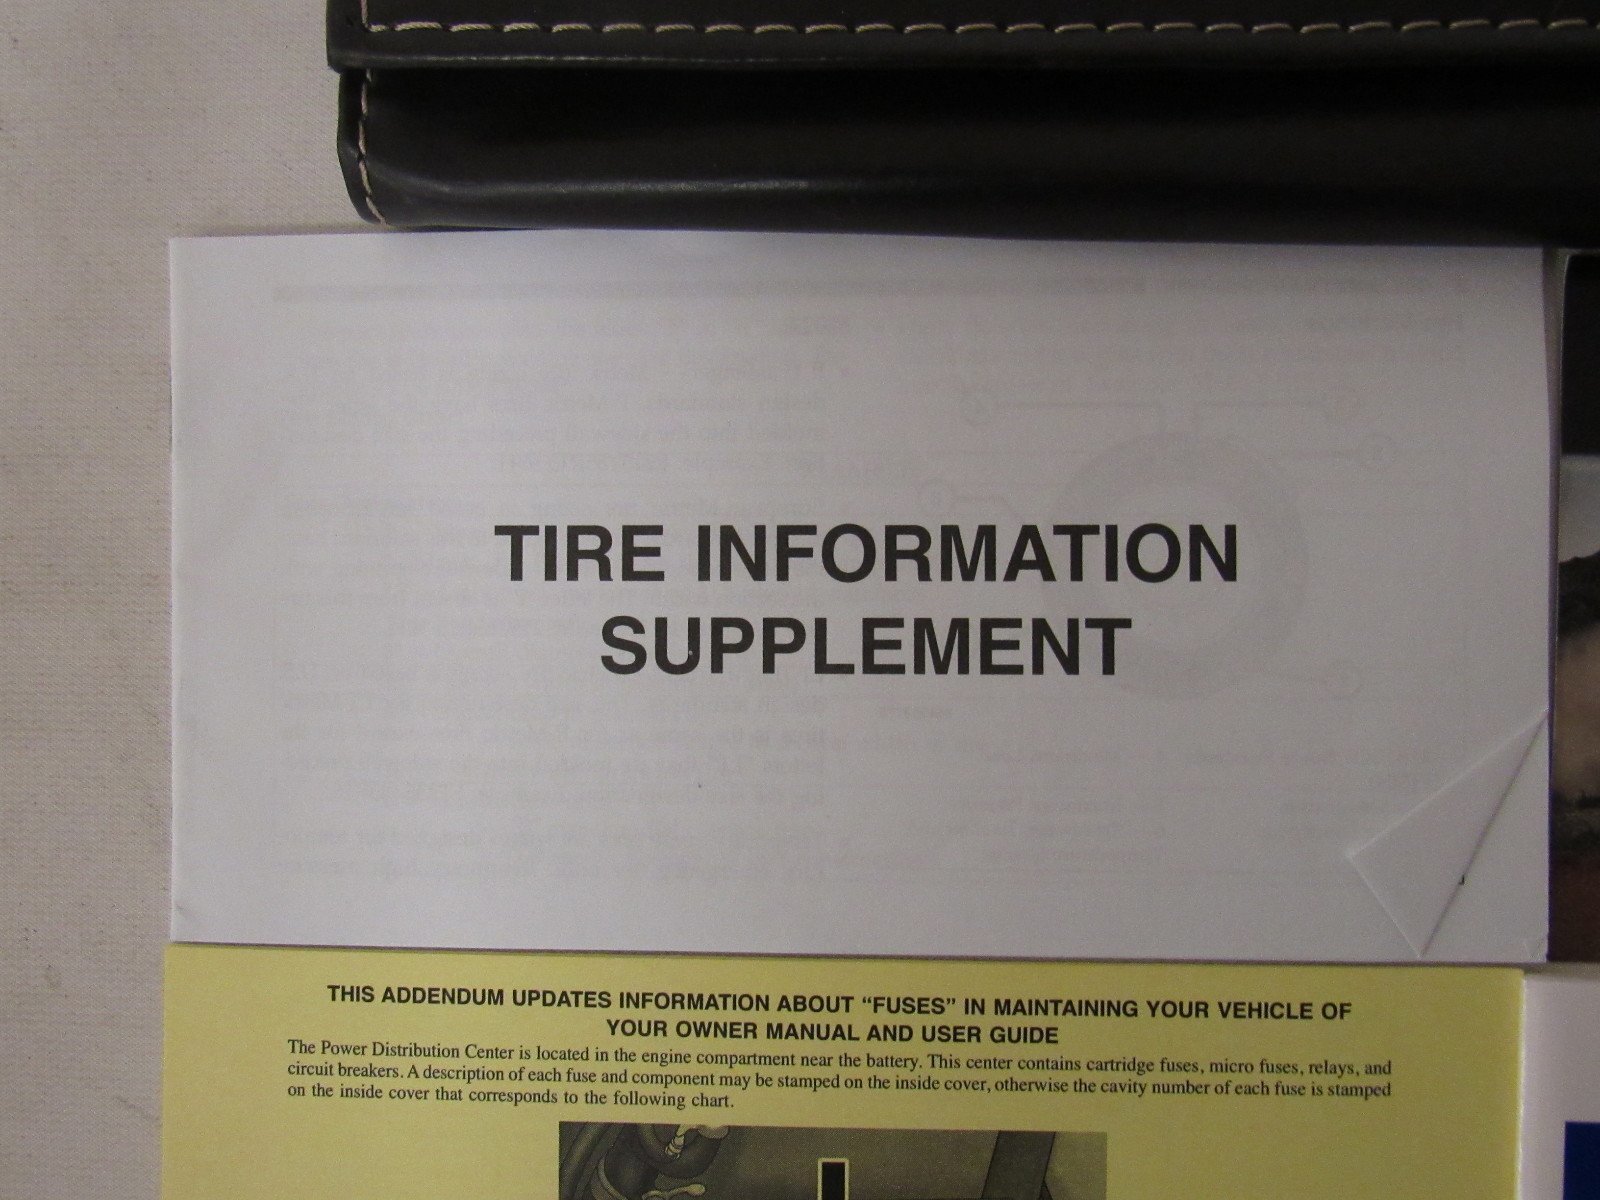 TIRE INFORMATION
SUPPLEMENT
THIS ADDENDUM UPDATES INFORMATION ABOUT “FUSES” IN MAINTAINING YOUR VEHICLE OF
YOUR OWNER MANUAL AND USER GUIDE
The Power Distribution Center is located in the engine compartment near the battery. This center contains cartridge fuses, micro fuses, relays, and
circuit breakers. A description of each fuse and component may be stamped on the inside cover, otherwise the cavity number of each fuse is stamped
on the inside cover that corresponds to the following chart.